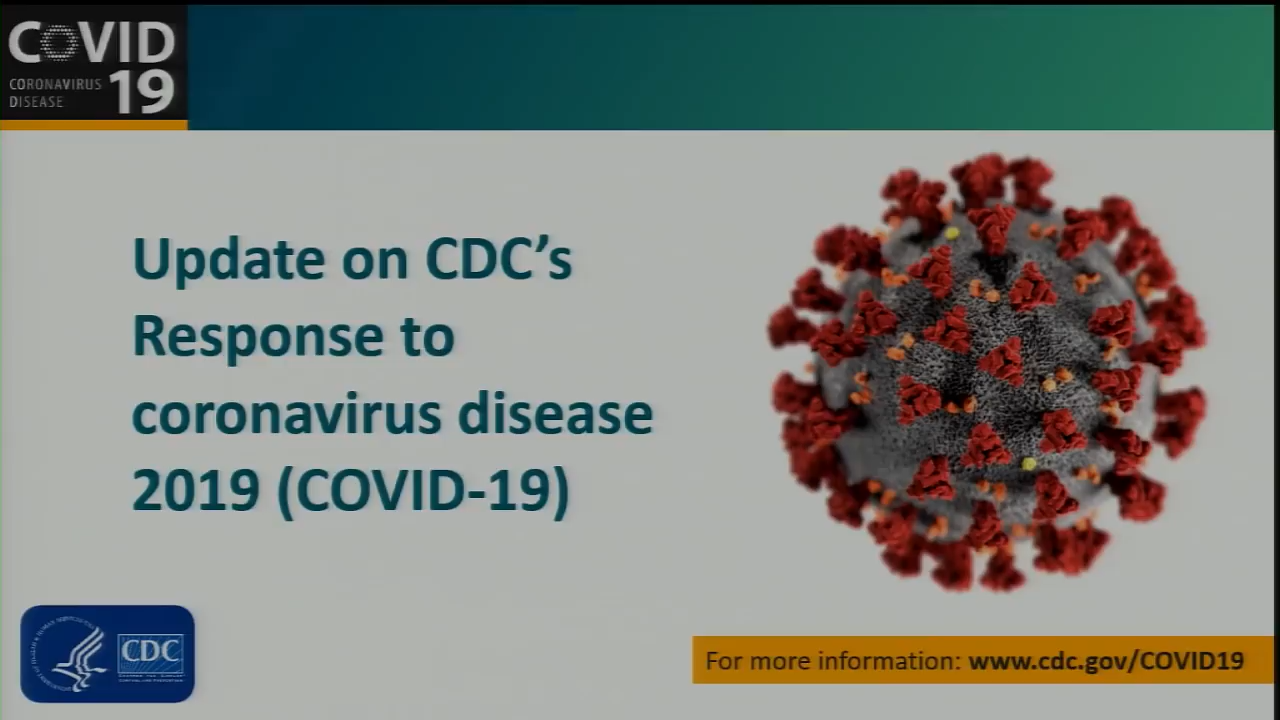 COVID
CORONAVIRUS
DISEASE
19
Update on CDC’s
Response to
coronavirus disease
2019 (COVID-19)
CDC
For more information: www.cdc.gov/COVID19